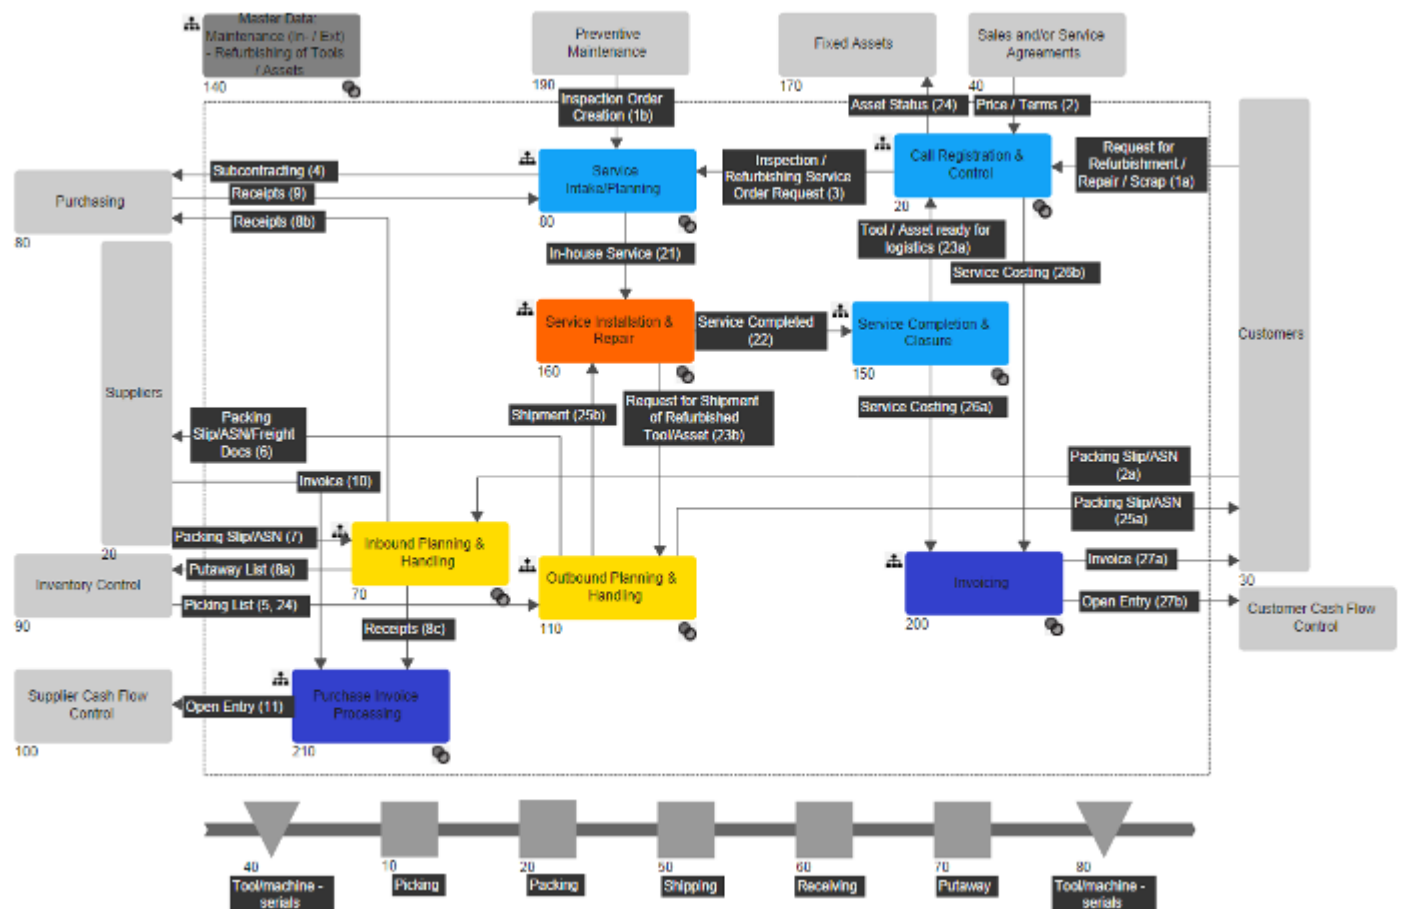 Master Data:
Maintenance (In- / Ext)
- Refurbishing of Tools
/ Assets
140
Preventive
Maintenance
190
Fixed Assets
170
Sales and/or Service
Agreements
40
Inspection Order
Creation (1b)
Asset Status (24)
Price / Terms (2)
Subcontracting (4)
Receipts (9)
Receipts (8b)
Purchasing
80
Service
Intake/Planning
80
Inspection /
Refurbishing Service
Order Request (3)
Call Registration &
Control
20
Request for
Refurbishment /
Repair / Scrap (1a)
Tool / Asset ready for
logistics (23a)
In-house Service (21)
Service Costing (26b)
Service Installation &
Repair
160
Service Completed
(22)
Service Completion &
Closure
150
Customers
30
Suppliers
20
Packing
Slip/ASN/Freight
Docs (6)
Shipment (25b)
Request for Shipment
of Refurbished
Tool/Asset (23b)
Service Costing (26a)
Invoice (10)
Packing Slip/ASN
(2a)
Packing Slip/ASN
(25a)
Packing Slip/ASN (7)
Inbound Planning &
Handling
70
Putaway List (8a)
Inventory Control
90
Picking List (5, 24)
Outbound Planning &
Handling
110
Invoicing
200
Invoice (27a)
Open Entry (27b)
Customer Cash Flow
Control
Receipts (8c)
Supplier Cash Flow
Control
100
Open Entry (11)
Purchase Invoice
Processing
210
40
Tool/machine -
serials
10
Picking
20
Packing
50
Shipping
60
Receiving
70
Putaway
80
Tool/machine -
serials